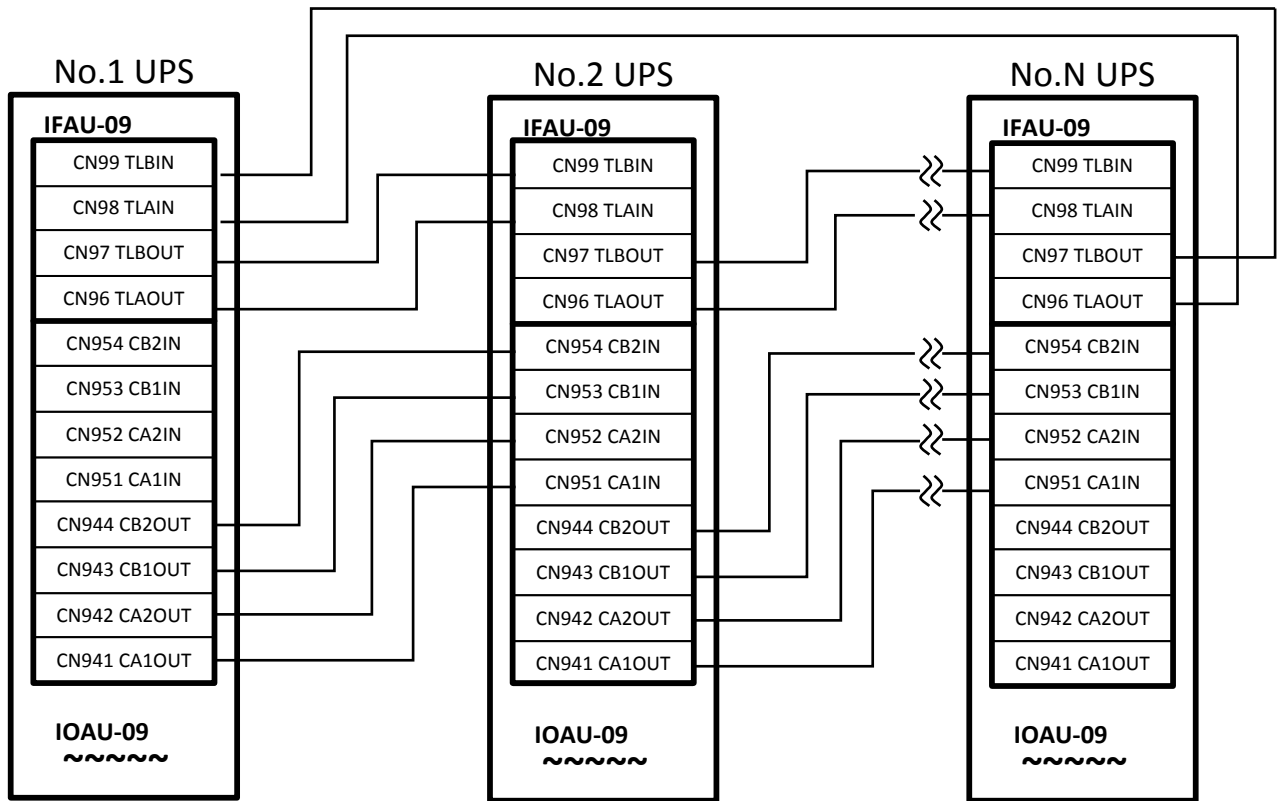 No.1 UPS
IFAU-09
CN99 TLBIN
CN98 TLAIN
CN97 TLBOUT
CN96 TLAOUT
CN954 CB2IN
CN953 CB1IN
CN952 CA2IN
CN951 CA1IN
CN944 CB2OUT
CN943 CB1OUT
CN942 CA2OUT
CN941 CA1OUT
IOAU-09
~~~~~
No.2 UPS
IFAU-09
CN99 TLBIN
CN98 TLAIN
CN97 TLBOUT
CN96 TLAOUT
CN954 CB2IN
CN953 CB1IN
CN952 CA2IN
CN951 CA1IN
CN944 CB2OUT
CN943 CB1OUT
CN942 CA2OUT
CN941 CA1OUT
IOAU-09
~~~~~
No.N UPS
IFAU-09
CN99 TLBIN
CN98 TLAIN
CN97 TLBOUT
CN96 TLAOUT
CN954 CB2IN
CN953 CB1IN
CN952 CA2IN
CN951 CA1IN
CN944 CB2OUT
CN943 CB1OUT
CN942 CA2OUT
CN941 CA1OUT
IOAU-09
~~~~~